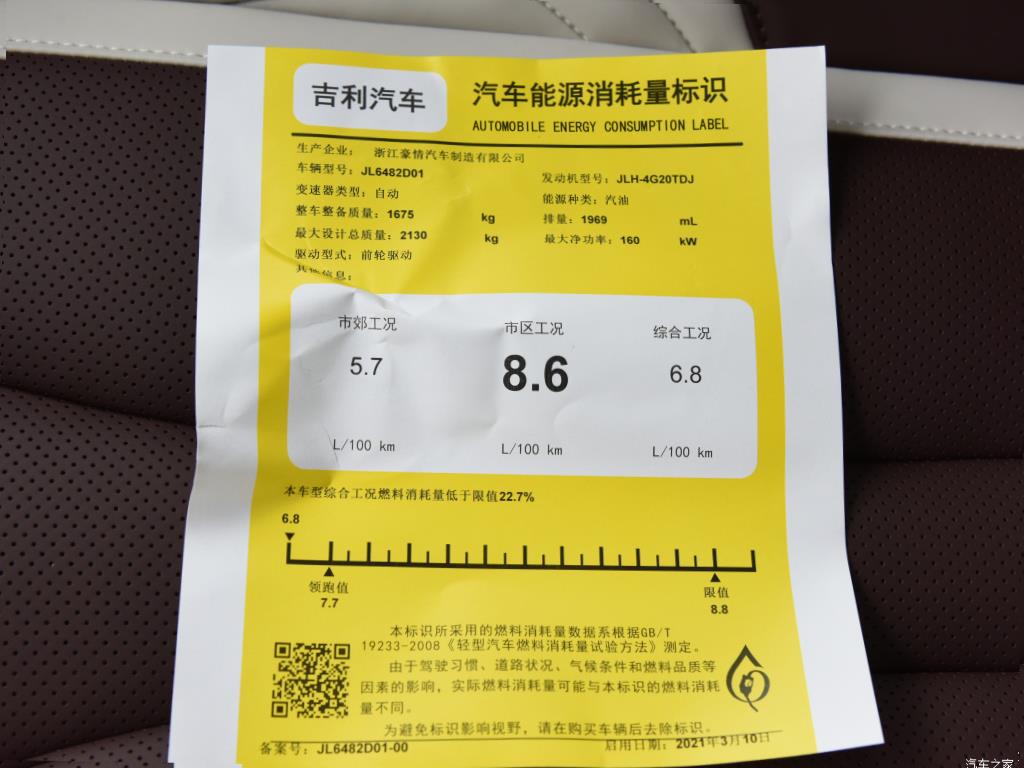 吉利汽车
汽车能源消耗量标识
AUTOMOBILE ENERGY CONSUMPTION LABEL
生产企业： 浙江豪情汽车制造有限公司
车辆型号：JL6482D01
发动机型号：JLH-4G20TDJ
变速器类型：自动
能源种类：汽油
整车整备质量：1675 kg
排量：1969 mL
最大设计总质量：2130 kg
最大净功率：160 kW
驱动型式：前轮驱动
其他信息：
市郊工况 市区工况 综合工况
5.7 8.6 6.8
L/100 km L/100 km L/100 km
本车型综合工况燃料消耗量低于限值22.7%
6.8
领跑值 限值
7.7 8.8
本标识所采用的燃料消耗量数据系根据GB/T
19233-2008《轻型汽车燃料消耗量试验方法》测定。
由于驾驶习惯、道路状况、气候条件和燃料品质等
因素的影响，实际燃料消耗量可能与本标识的燃料消耗
量不同。
为避免标识影响视野，请在购买车辆后去除标识。
备案号：JL6482D01-00 启用日期：2021年3月10日
汽车之家